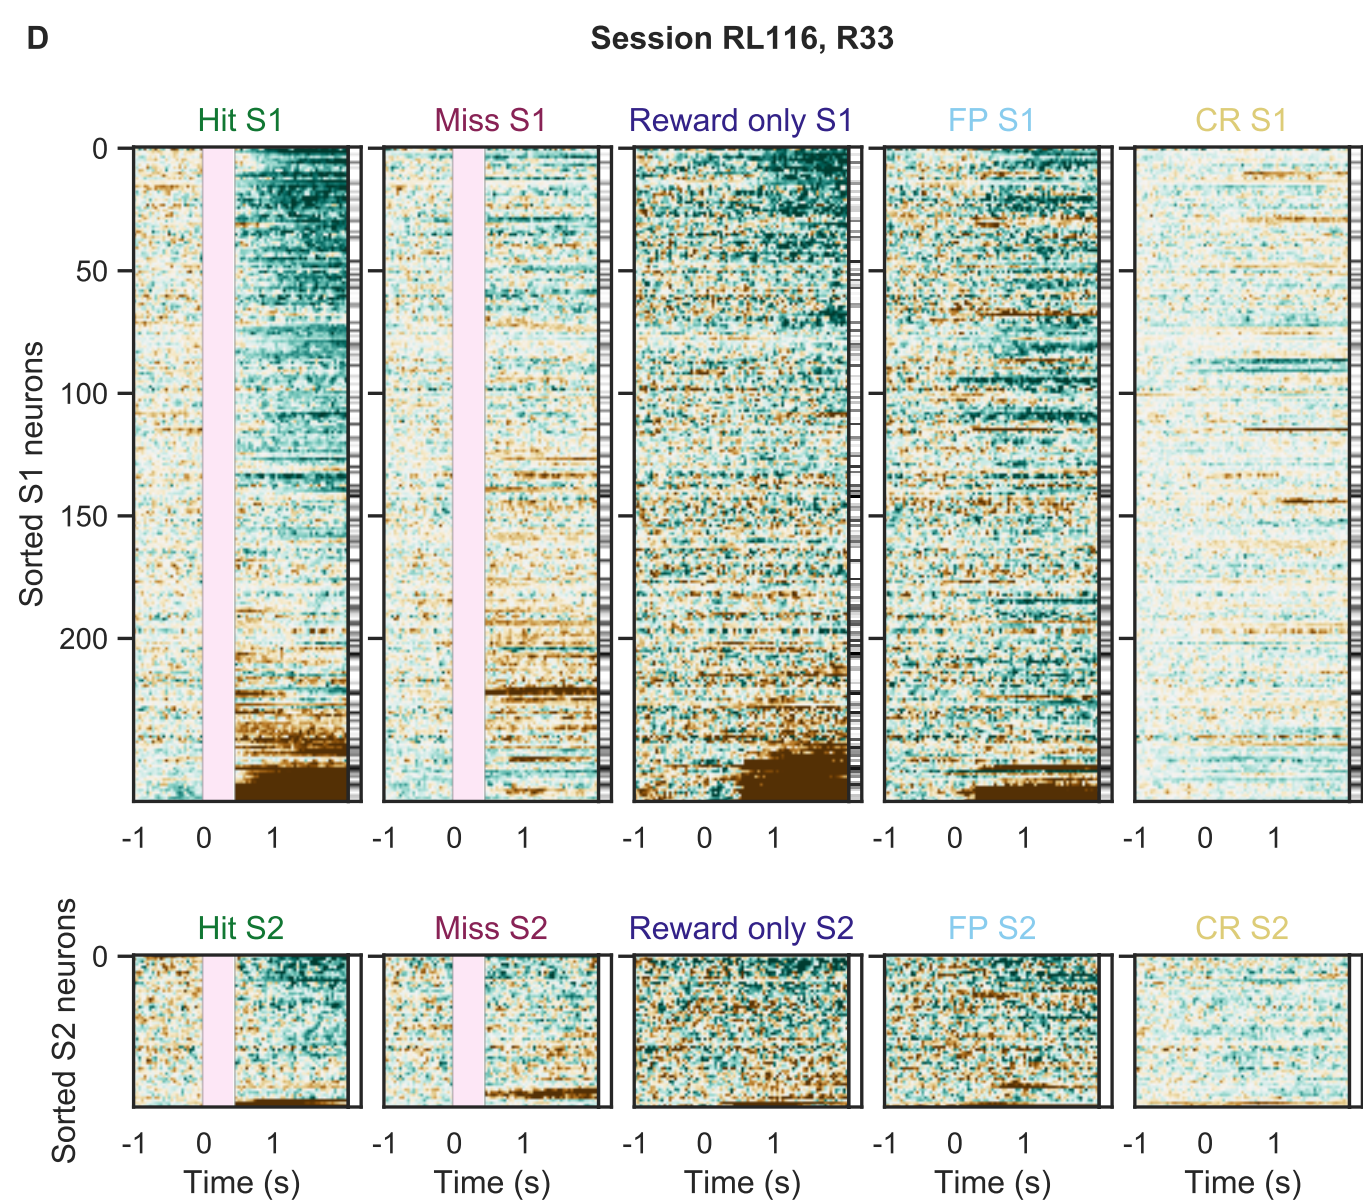 D
Session RL116, R33
Hit S1
Miss S1
Reward only S1
FP S1
CR S1
Sorted S1 neurons
0
50
100
150
200
-1 0 1
-1 0 1
-1 0 1
-1 0 1
-1 0 1
Hit S2
Miss S2
Reward only S2
FP S2
CR S2
Sorted S2 neurons
0
-1 0 1
-1 0 1
-1 0 1
-1 0 1
-1 0 1
Time (s)
Time (s)
Time (s)
Time (s)
Time (s)